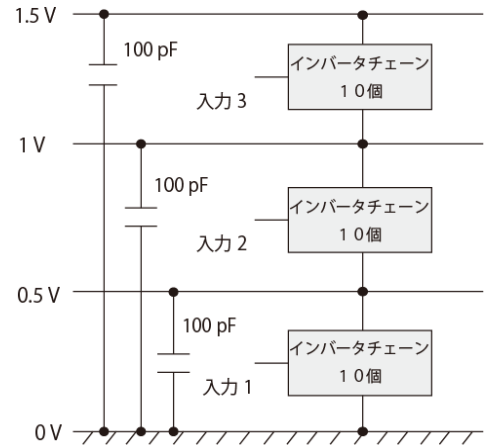 1.5 V
100 pF
インバータチェーン
１０個
入力 3
1 V
100 pF
インバータチェーン
１０個
入力 2
0.5 V
100 pF
インバータチェーン
１０個
入力 1
0 V